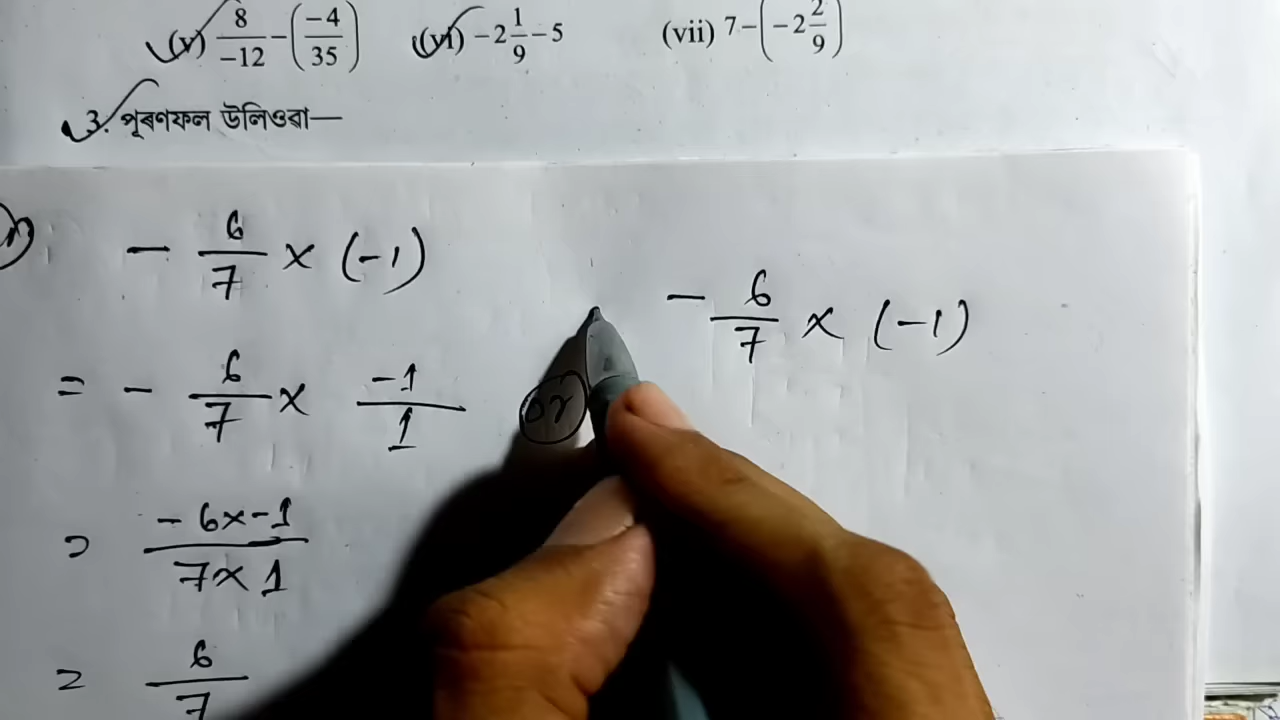 (v) 8/-12 - (-4/35) (vi) -2 1/9 - 5 (vii) 7 - (-2 2/9)
3. পূৰণফল উলিওৱা—
- 6/7 × (-1)
= - 6/7 × -1/1
= -6×-1/7×1
= 6/7
or
- 6/7 × (-1)